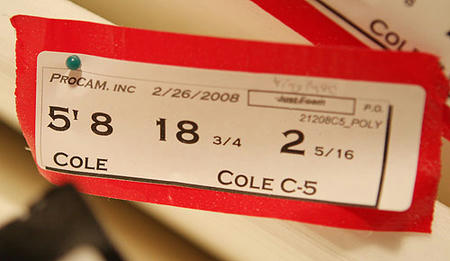 PROCAM. INC 2/26/2008 Just Foam P.O.
21208C5_POLY
5' 8 18 3/4 2 5/16
COLE COLE C-5
COLE